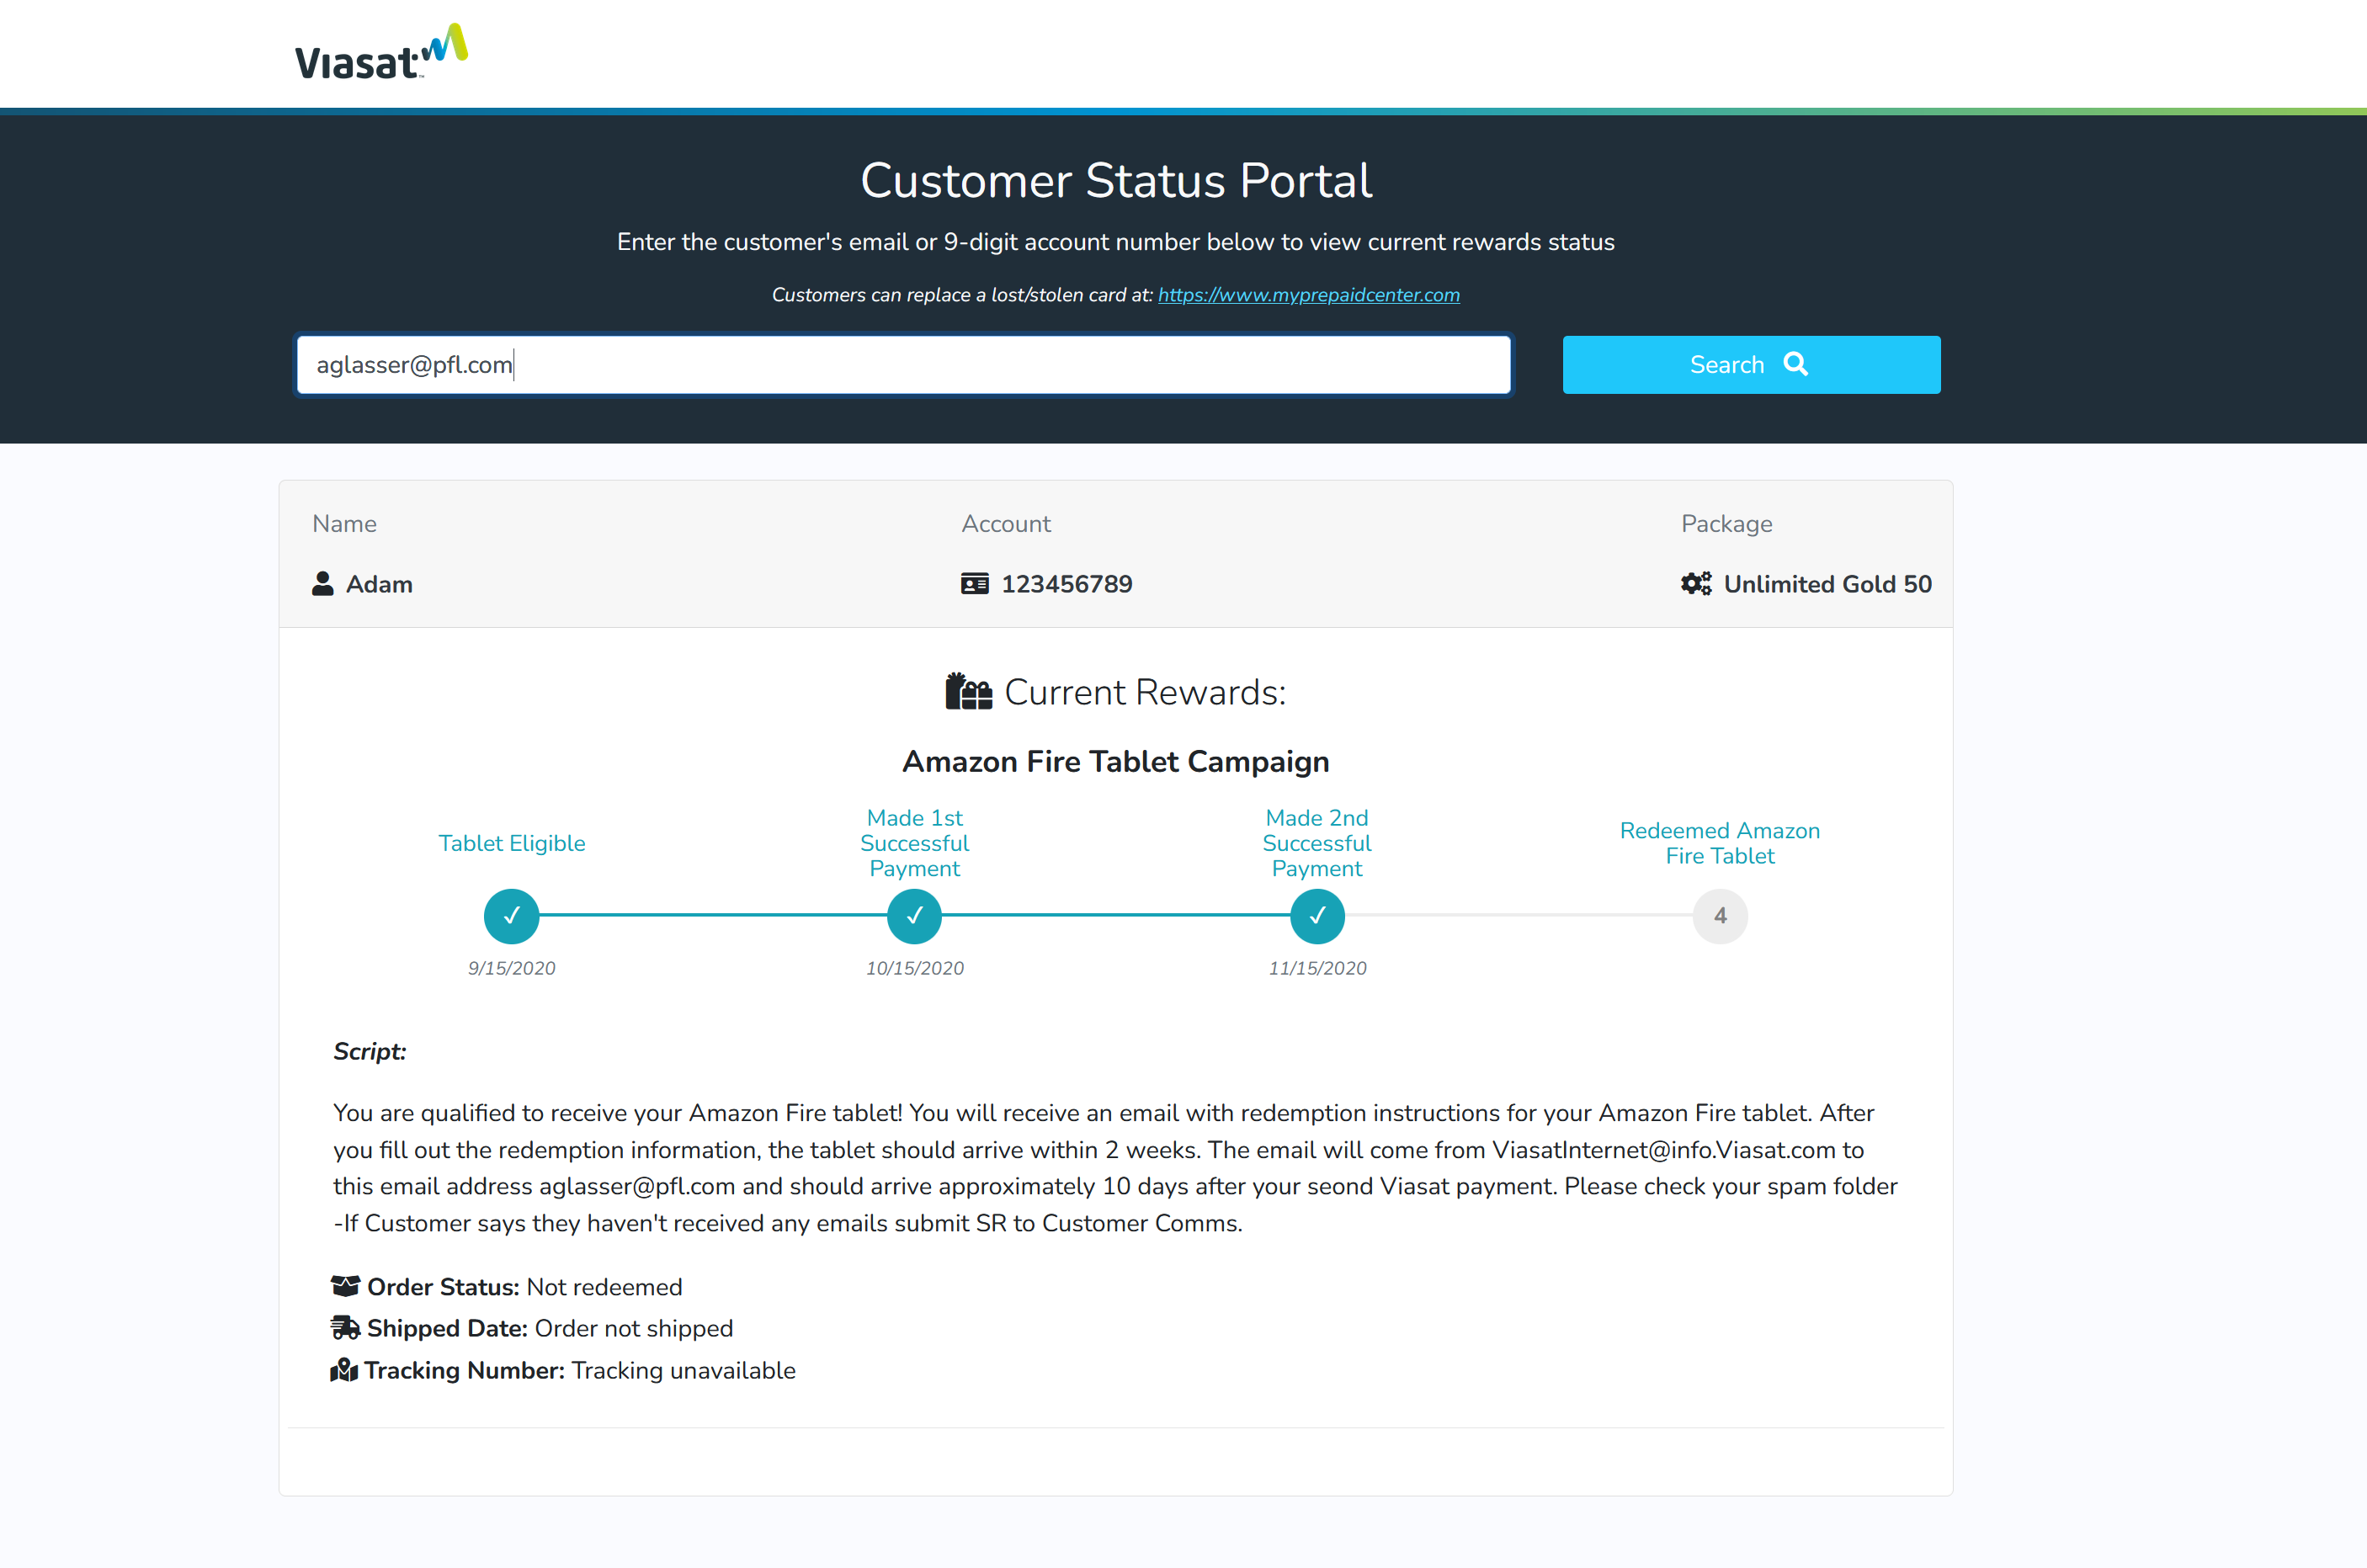 Viasat™
Customer Status Portal
Enter the customer's email or 9-digit account number below to view current rewards status
Customers can replace a lost/stolen card at: https://www.myprepaidcenter.com
aglasser@pfl.com
Search
Name
Account
Package
Adam
123456789
Unlimited Gold 50
Current Rewards:
Amazon Fire Tablet Campaign
Tablet Eligible
Made 1st
Successful
Payment
Made 2nd
Successful
Payment
Redeemed Amazon
Fire Tablet
4
9/15/2020
10/15/2020
11/15/2020
Script:
You are qualified to receive your Amazon Fire tablet! You will receive an email with redemption instructions for your Amazon Fire tablet. After
you fill out the redemption information, the tablet should arrive within 2 weeks. The email will come from ViasatInternet@info.Viasat.com to
this email address aglasser@pfl.com and should arrive approximately 10 days after your seond Viasat payment. Please check your spam folder
-If Customer says they haven't received any emails submit SR to Customer Comms.
Order Status: Not redeemed
Shipped Date: Order not shipped
Tracking Number: Tracking unavailable